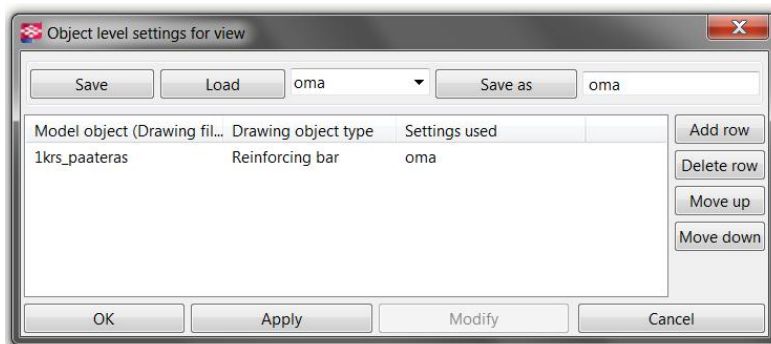 Object level settings for view
Save Load oma Save as oma
Model object (Drawing fil... Drawing object type Settings used Add row
1krs_paateras Reinforcing bar oma Delete row
Move up
Move down
OK Apply Modify Cancel